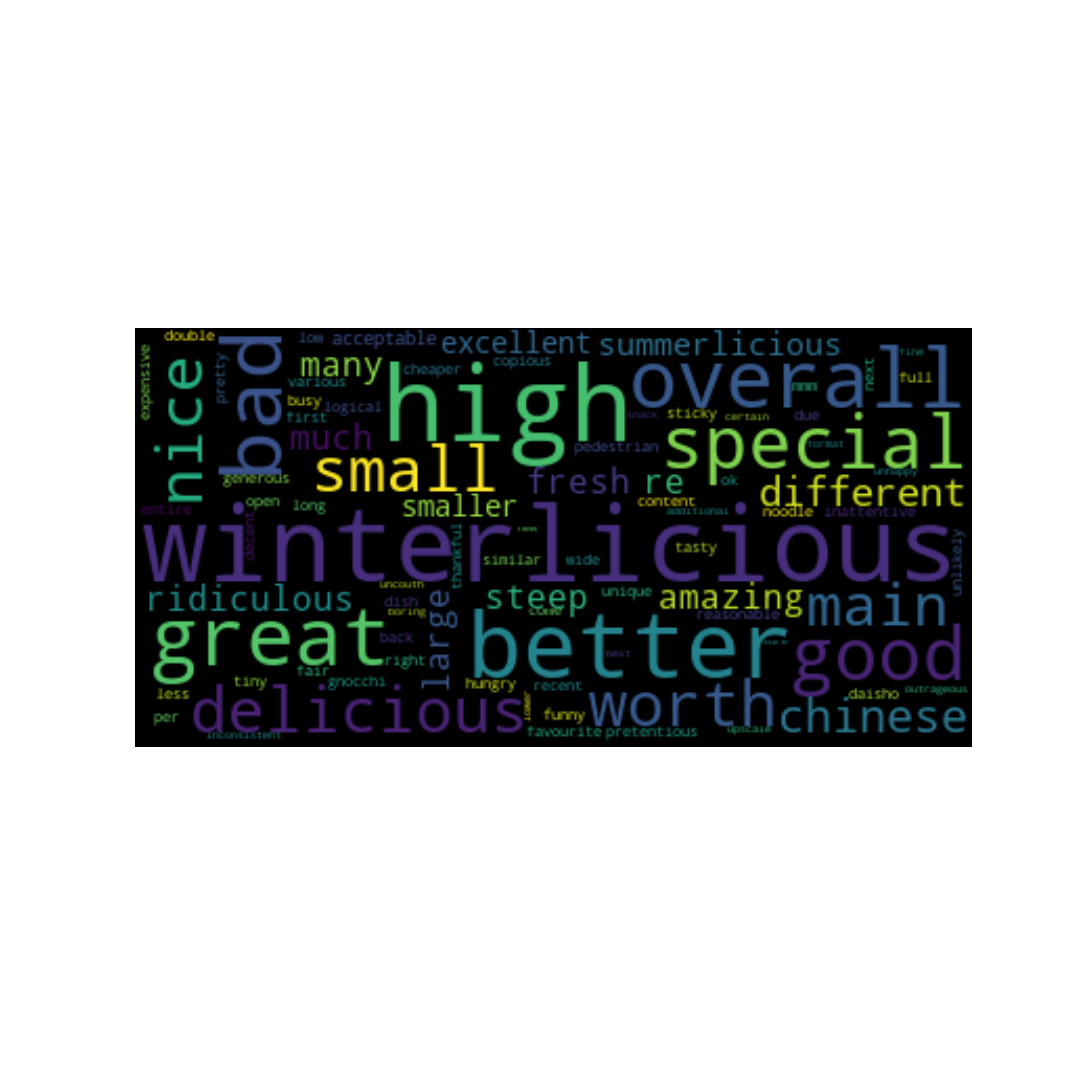 double
low
acceptable
excellent
summerlicious
expensive
nice
pretty
bad
many
cheaper
copious
various
high
overall
mmm
next
fine
full
busy
logical
first
much
snack
sticky
certain
due
special
format
pedestrian
small
generous
fresh
re
ok
unhappy
different
entire
open
long
smaller
content
additional
noodle
inattentive
decent
winterlicious
thankful
similar
wide
tasty
unlikely
uncouth
ridiculous
dish
boring
large
steep
unique
amazing
reasonable
main
great
back
right
better
best
good
fair
tiny
gnocchi
hungry
recent
less
delicious
lower
funny
worth
daisho
outrageous
per
chinese
inconsistent
favourite
pretentious
upscale